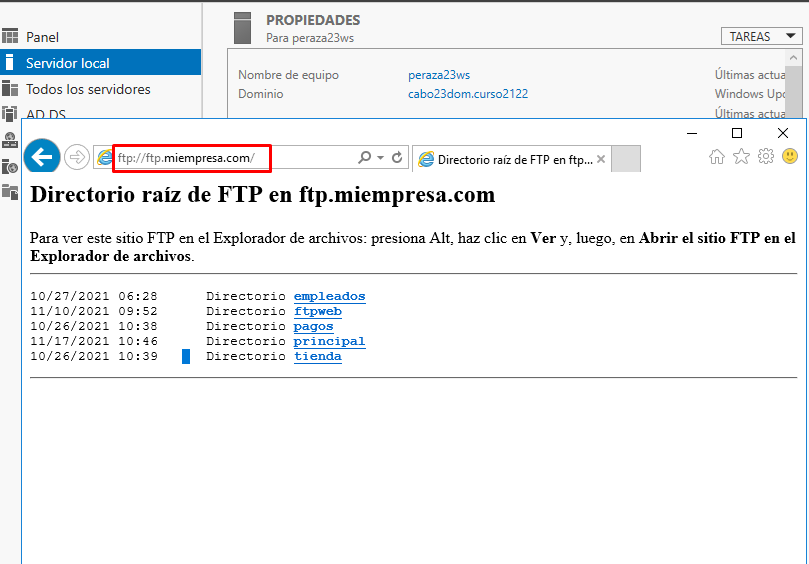 PROPIEDADES
Para peraza23ws
TAREAS
Panel
Servidor local
Todos los servidores
AD DS
Nombre de equipo peraza23ws Últimas actua
Dominio cabo23dom.curso2122 Windows Upd
Últimas actua
ftp://ftp.miempresa.com/
Directorio raíz de FTP en ftp...
Directorio raíz de FTP en ftp.miempresa.com
Para ver este sitio FTP en el Explorador de archivos: presiona Alt, haz clic en Ver y, luego, en Abrir el sitio FTP en el
Explorador de archivos.
10/27/2021 06:28 Directorio empleados
11/10/2021 09:52 Directorio ftpweb
10/26/2021 10:38 Directorio pagos
11/17/2021 10:46 Directorio principal
10/26/2021 10:39 Directorio tienda